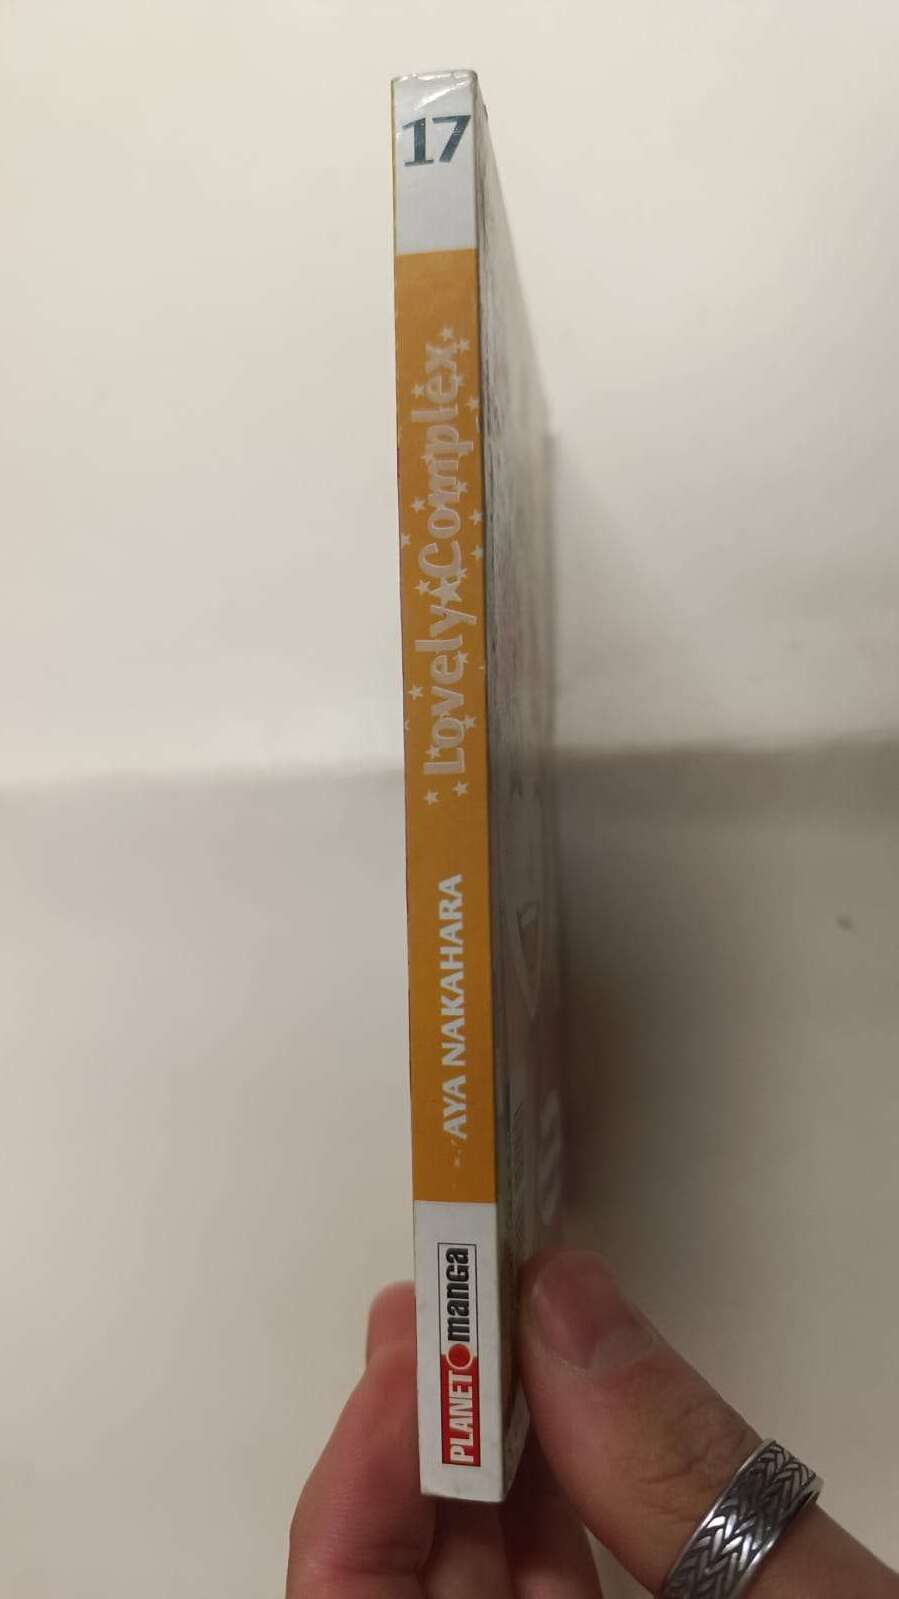 17
Lovely Complex
AYA NAKAHARA
PLANET manga